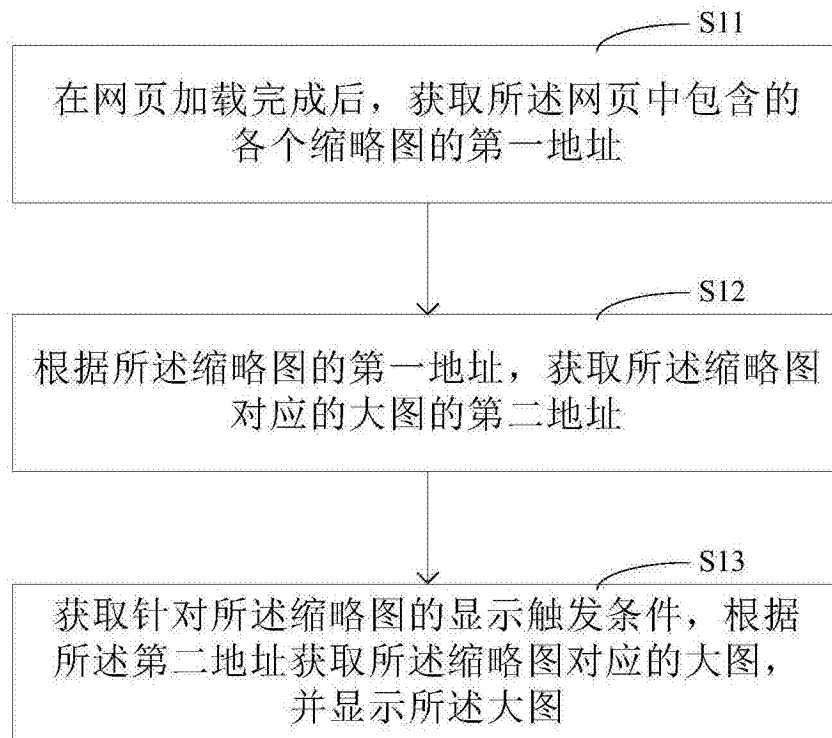 S11
在网页加载完成后，获取所述网页中包含的
各个缩略图的第一地址
S12
根据所述缩略图的第一地址，获取所述缩略图
对应的大图的第二地址
S13
获取针对所述缩略图的显示触发条件，根据
所述第二地址获取所述缩略图对应的大图，
并显示所述大图